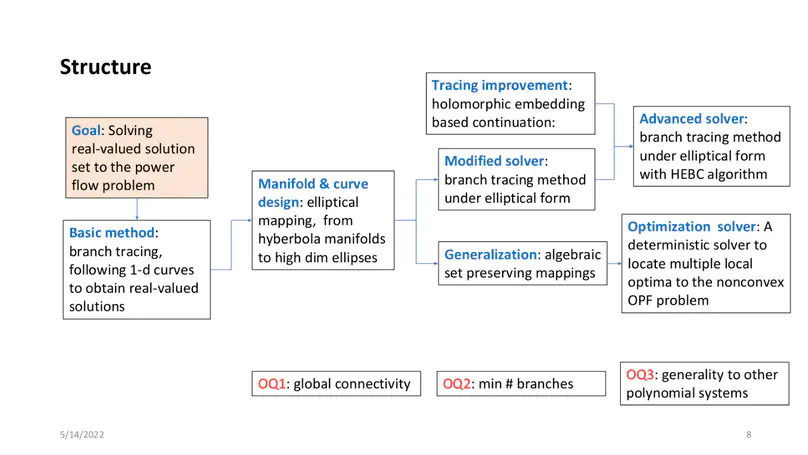 Structure
Goal: Solving
real-valued solution
set to the power
flow problem
Basic method:
branch tracing,
following 1-d curves
to obtain real-valued
solutions
Manifold & curve
design: elliptical
mapping, from
hyberbola manifolds
to high dim ellipses
Tracing improvement:
holomorphic embedding
based continuation:
Modified solver:
branch tracing method
under elliptical form
Generalization: algebraic
set preserving mappings
Advanced solver:
branch tracing method
under elliptical form
with HEBC algorithm
Optimization solver: A
deterministic solver to
locate multiple local
optima to the nonconvex
OPF problem
OQ1: global connectivity
OQ2: min # branches
OQ3: generality to other
polynomial systems
5/14/2022
8